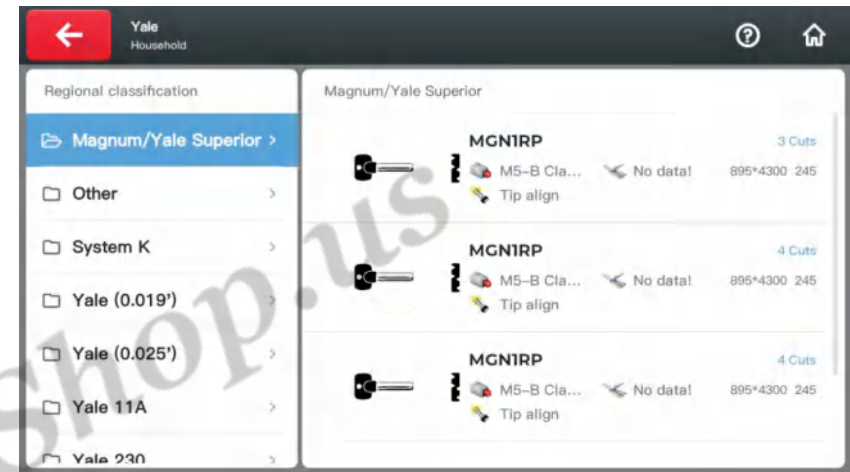 Yale
Household
Regional classification
Magnum/Yale Superior
Other
System K
Yale (0.019')
Yale (0.025')
Yale 11A
Yale 230
Magnum/Yale Superior
MGN1RP
3 Cuts
M5-B Cla... No data! 895*4300 245
Tip align
MGN1RP
4 Cuts
M5-B Cla... No data! 895*4300 245
Tip align
MGN1RP
4 Cuts
M5-B Cla... No data! 895*4300 245
Tip align
shop.us